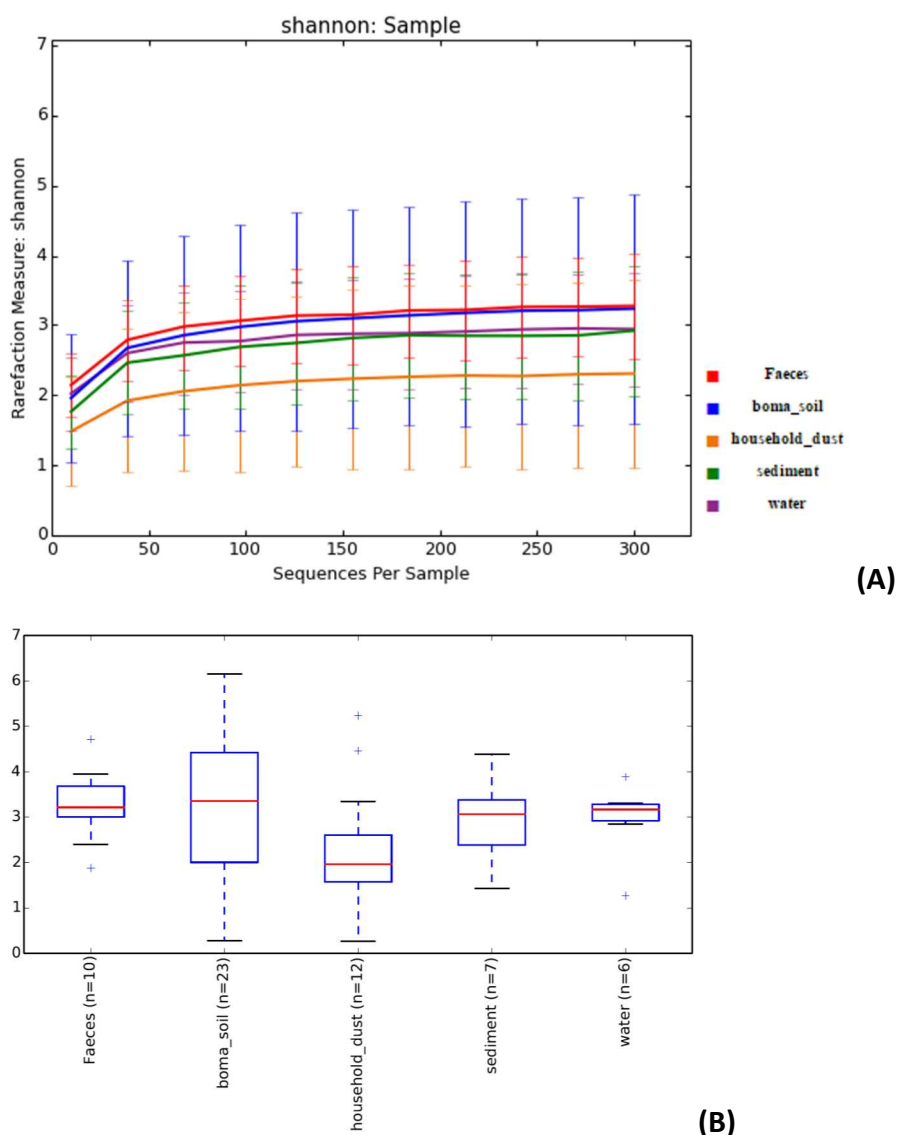 shannon: Sample
7
6
5
4
3
2
1
0
Rarefaction Measure: shannon
0 50 100 150 200 250 300
Sequences Per Sample
Faeces
boma_soil
household_dust
sediment
water
(A)
7
6
5
4
3
2
1
0
Faeces (n=10)
boma_soil (n=23)
household_dust (n=12)
sediment (n=7)
water (n=6)
(B)